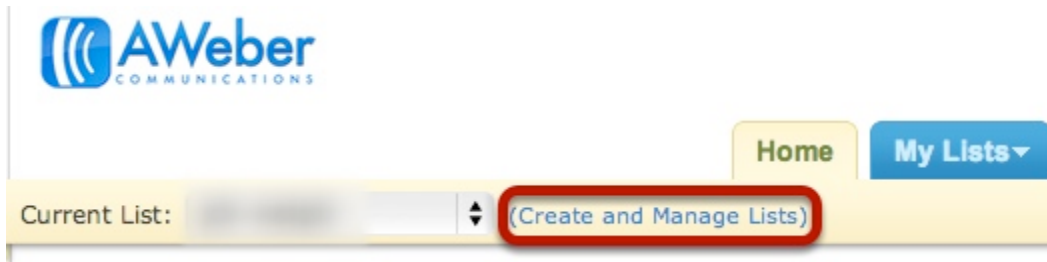 AWeber
COMMUNICATIONS
Home My Lists
Current List: (Create and Manage Lists)